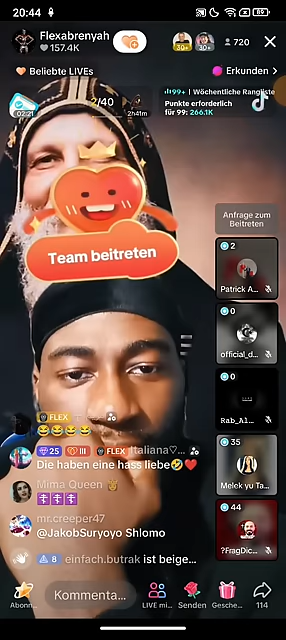 20:44
89
Flexabrenyah
157.4K
30+
30+
720
Beliebte LIVEs
Erkunden >
02:21
2/40
2h41m
99+ | Wöchentliche Rangliste
Punkte erforderlich
für 99: 266.1K
Team beitreten
Anfrage zum
Beitreten
2
Patrick A...
0
official_d...
0
Rab_Al...
35
Melek yu Ta...
44
?FragDic...
FLEX
😂😂😂😂
25 III FLEX Italiana♡...
Die haben eine hass liebe🤣❤️
Mima Queen
✝️✝️✝️
mr.creeper47
@JakobSuryoyo Shlomo
8 einfach.butrak ist beige...
Abonn...
Kommenta...
LIVE mi...
Senden
Gesche...
114